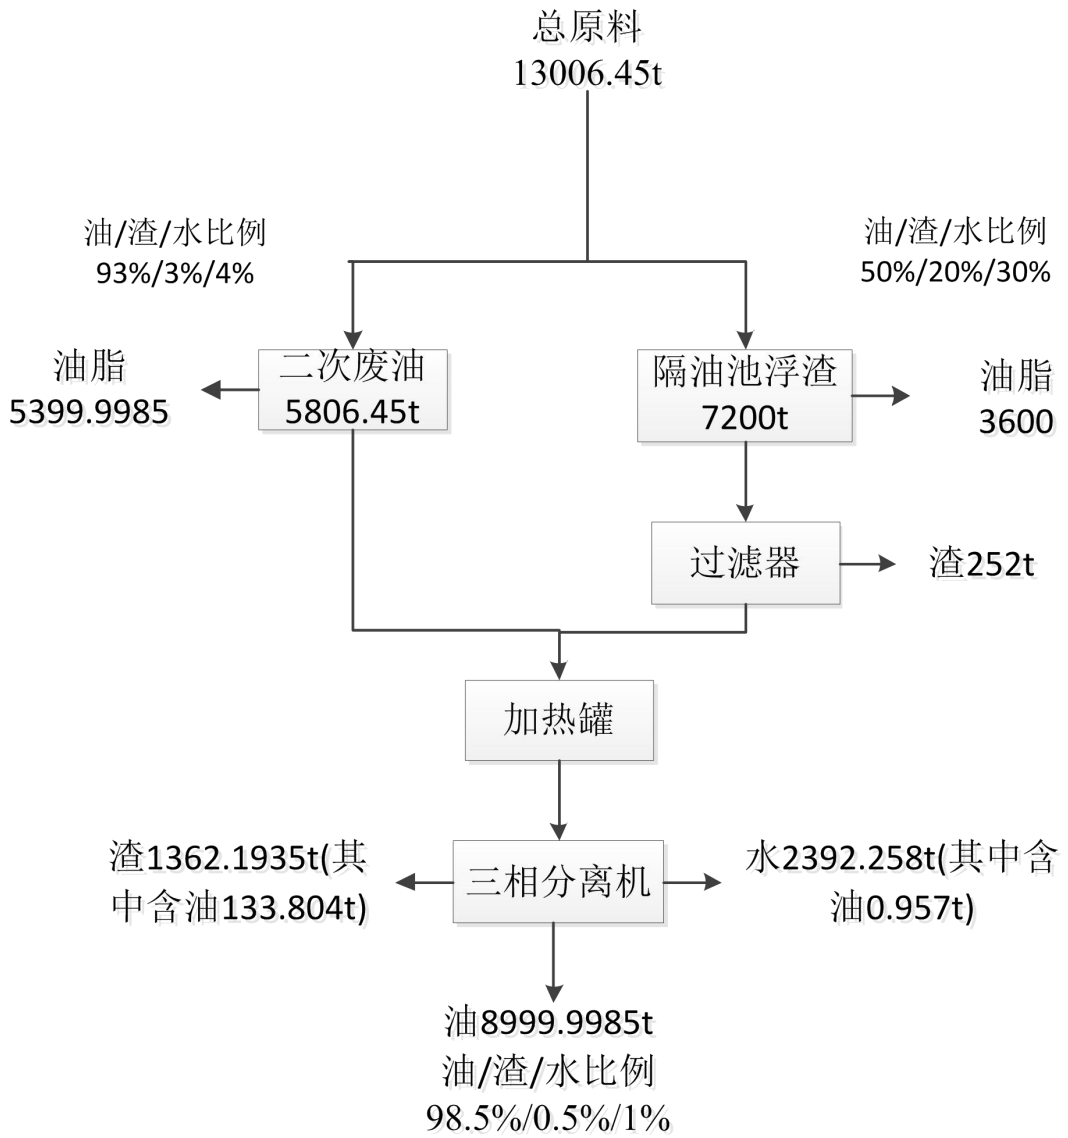 总原料
13006.45t
油/渣/水比例
93%/3%/4%
油/渣/水比例
50%/20%/30%
油脂
5399.9985
二次废油
5806.45t
隔油池浮渣
7200t
油脂
3600
过滤器
渣252t
加热罐
渣1362.1935t(其
中含油133.804t)
三相分离机
水2392.258t(其中含
油0.957t)
油8999.9985t
油/渣/水比例
98.5%/0.5%/1%